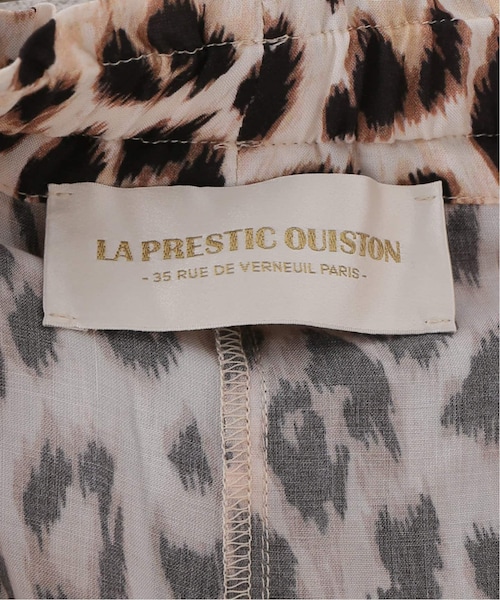 LA PRESTIC OUISTON
- 35 RUE DE VERNEUIL PARIS -